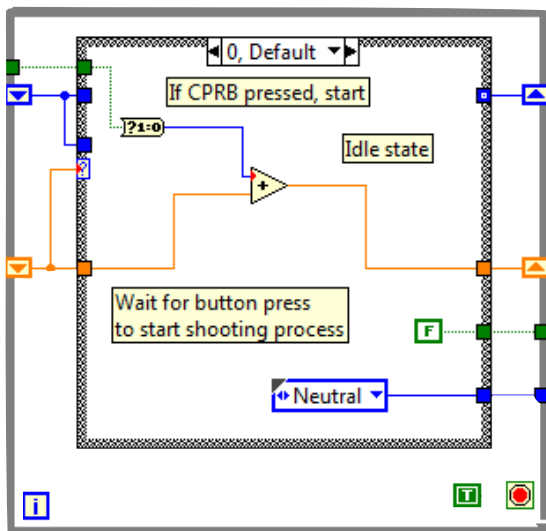 0, Default
If CPRB pressed, start
?1:0
Idle state
?
+
Wait for button press
to start shooting process
F
Neutral
i
T